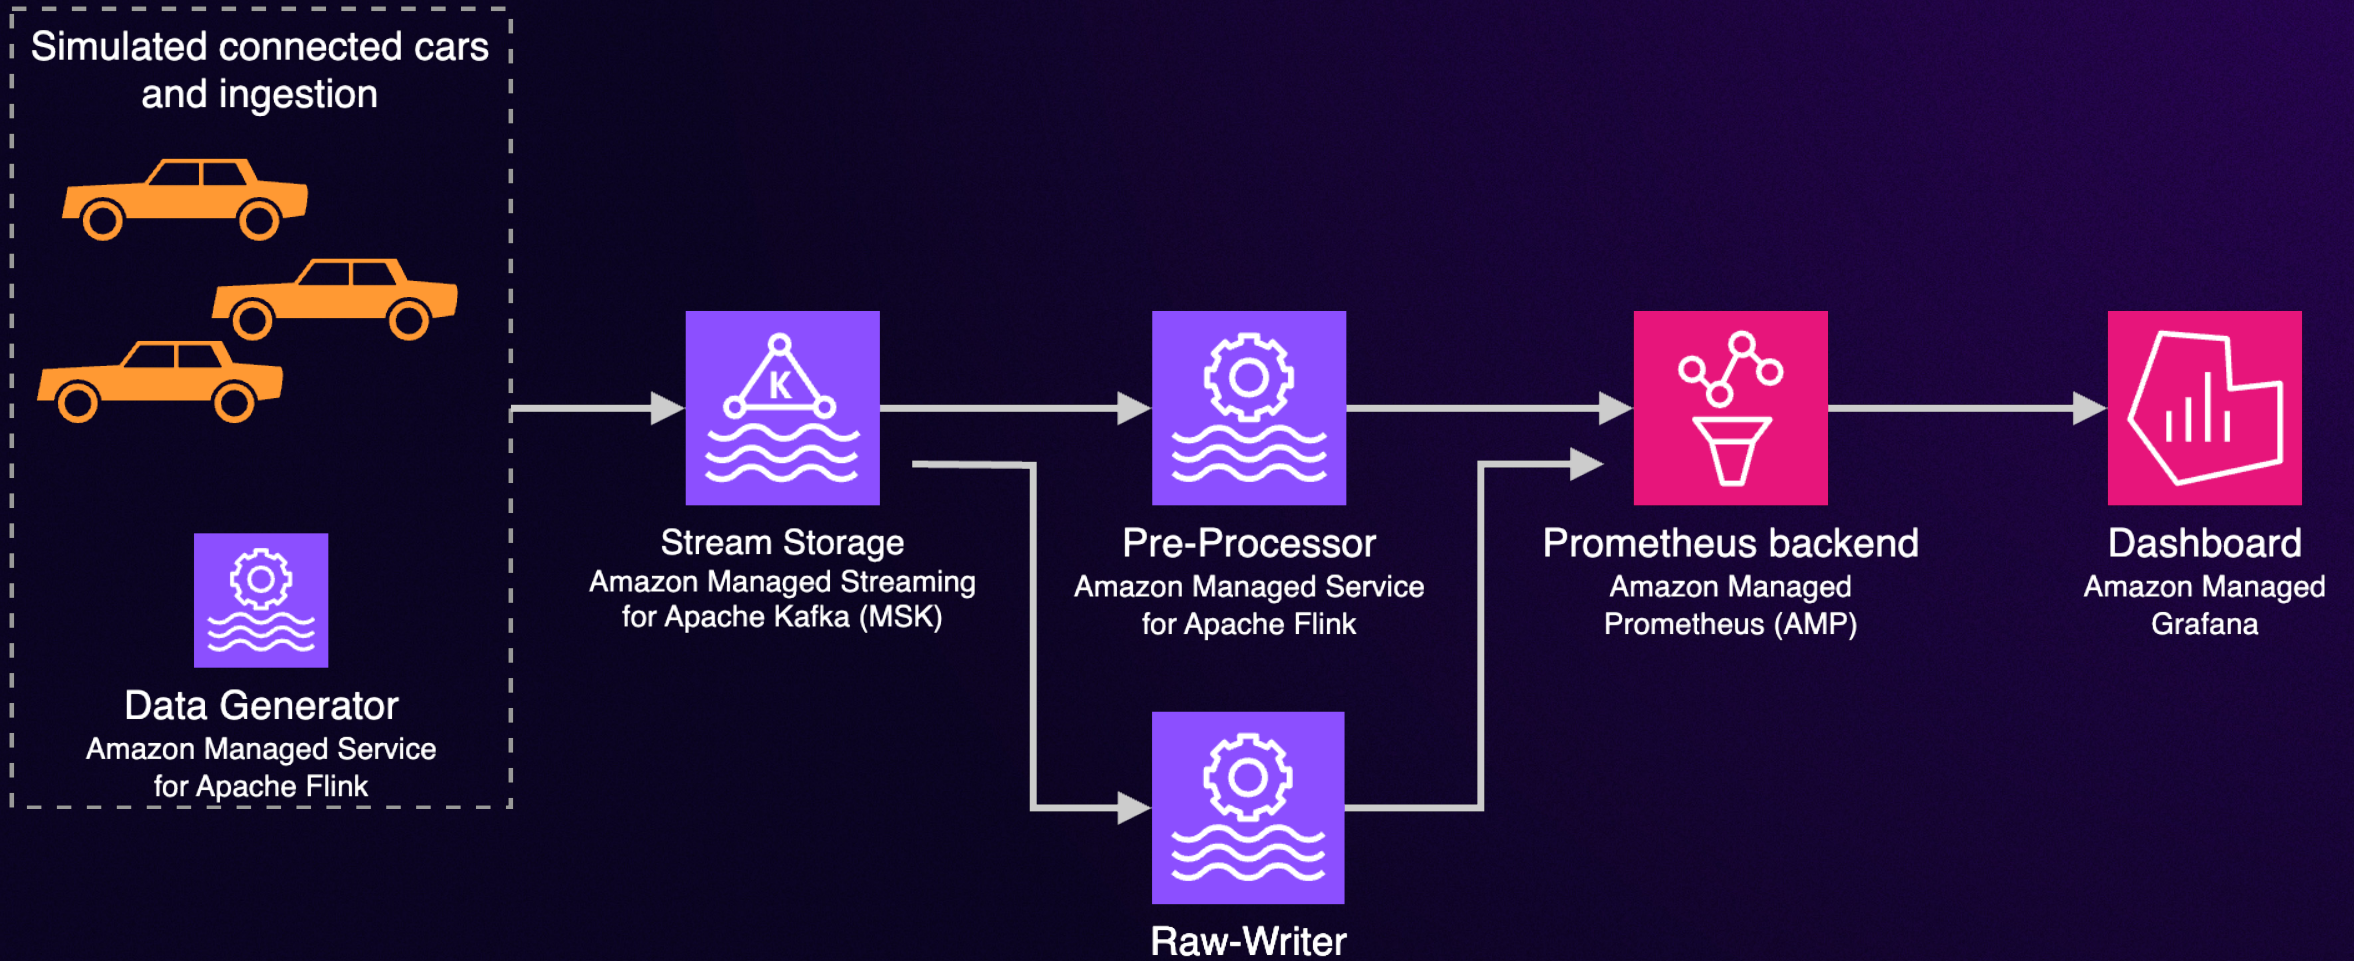 Simulated connected cars
and ingestion
Data Generator
Amazon Managed Service
for Apache Flink
K
Stream Storage
Amazon Managed Streaming
for Apache Kafka (MSK)
Pre-Processor
Amazon Managed Service
for Apache Flink
Raw-Writer
Prometheus backend
Amazon Managed
Prometheus (AMP)
Dashboard
Amazon Managed
Grafana